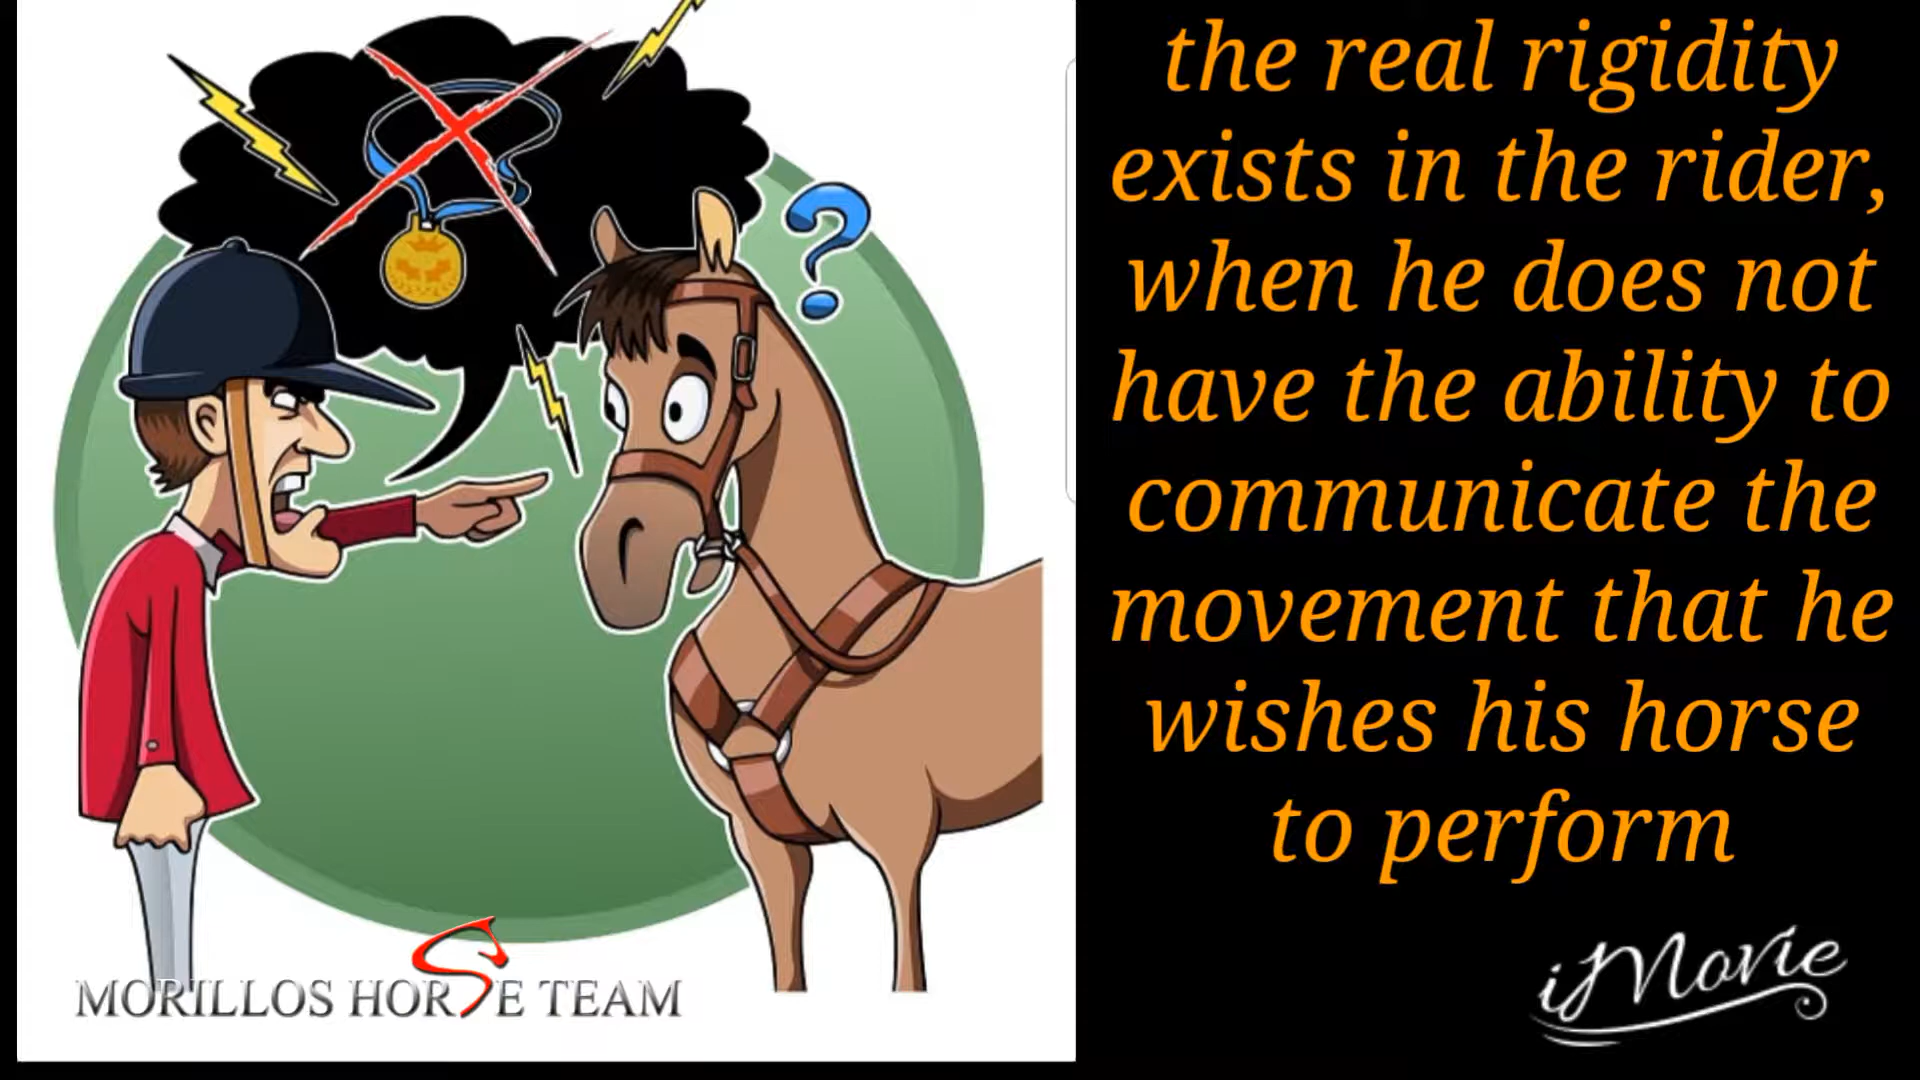 the real rigidity
exists in the rider,
when he does not
have the ability to
communicate the
movement that he
wishes his horse
to perform
MORILLOS HORSE TEAM
iMovie